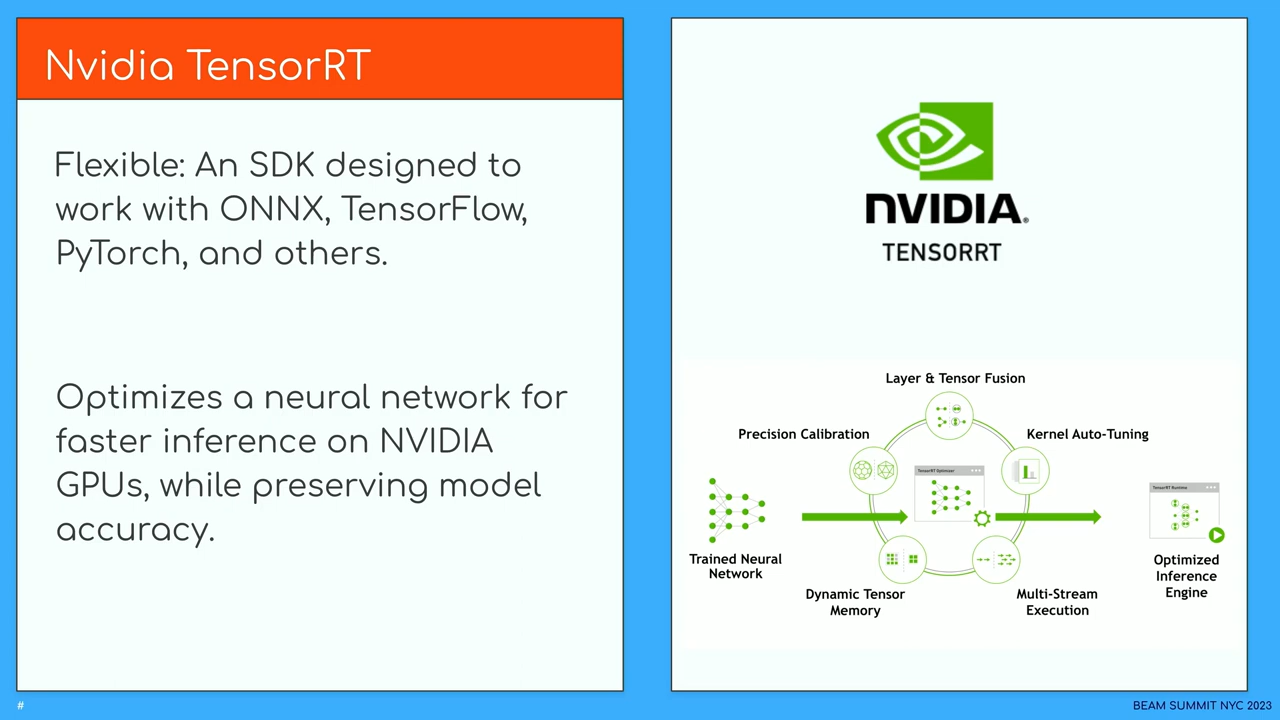 Nvidia TensorRT
Flexible: An SDK designed to
work with ONNX, TensorFlow,
PyTorch, and others.
Optimizes a neural network for
faster inference on NVIDIA
GPUs, while preserving model
accuracy.
NVIDIA®
TENSORRT
Layer & Tensor Fusion
Precision Calibration
Kernel Auto-Tuning
TensorRT Optimizer
TensorRT Runtime
Trained Neural
Network
Dynamic Tensor
Memory
Multi-Stream
Execution
Optimized
Inference
Engine
#
BEAM SUMMIT NYC 2023